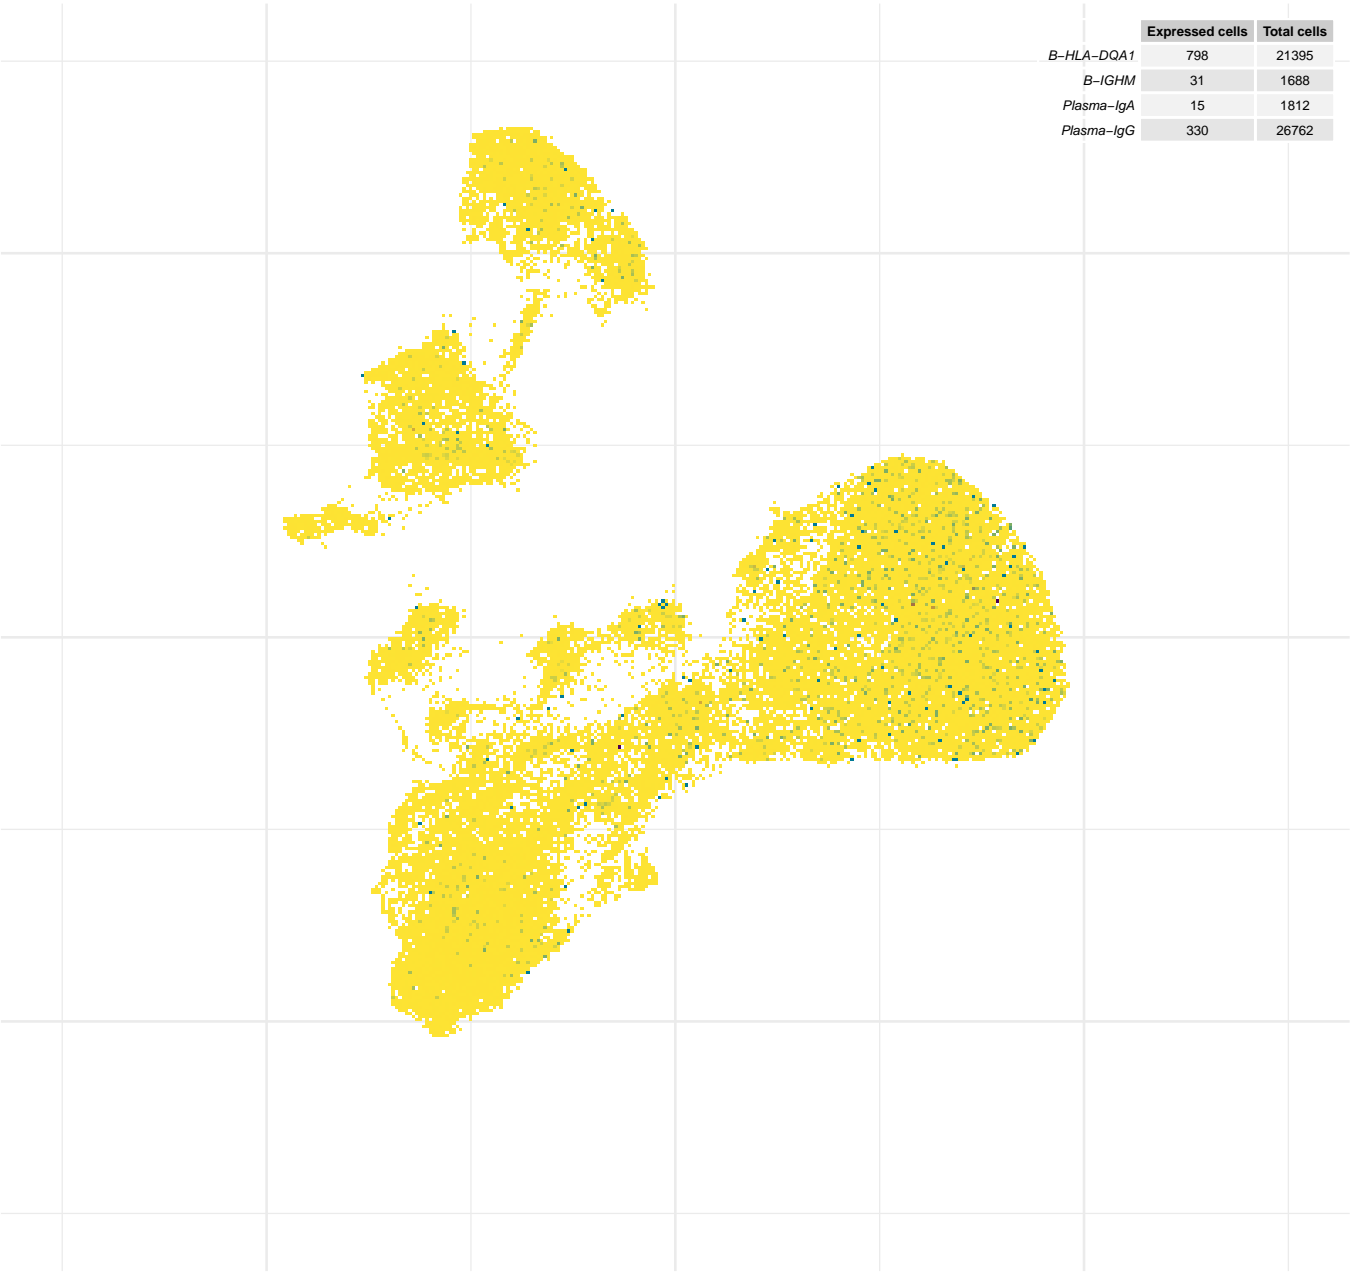 Expressed cells Total cells
B−HLA−DQA1 798 21395
B−IGHM 31 1688
Plasma−IgA 15 1812
Plasma−IgG 330 26762